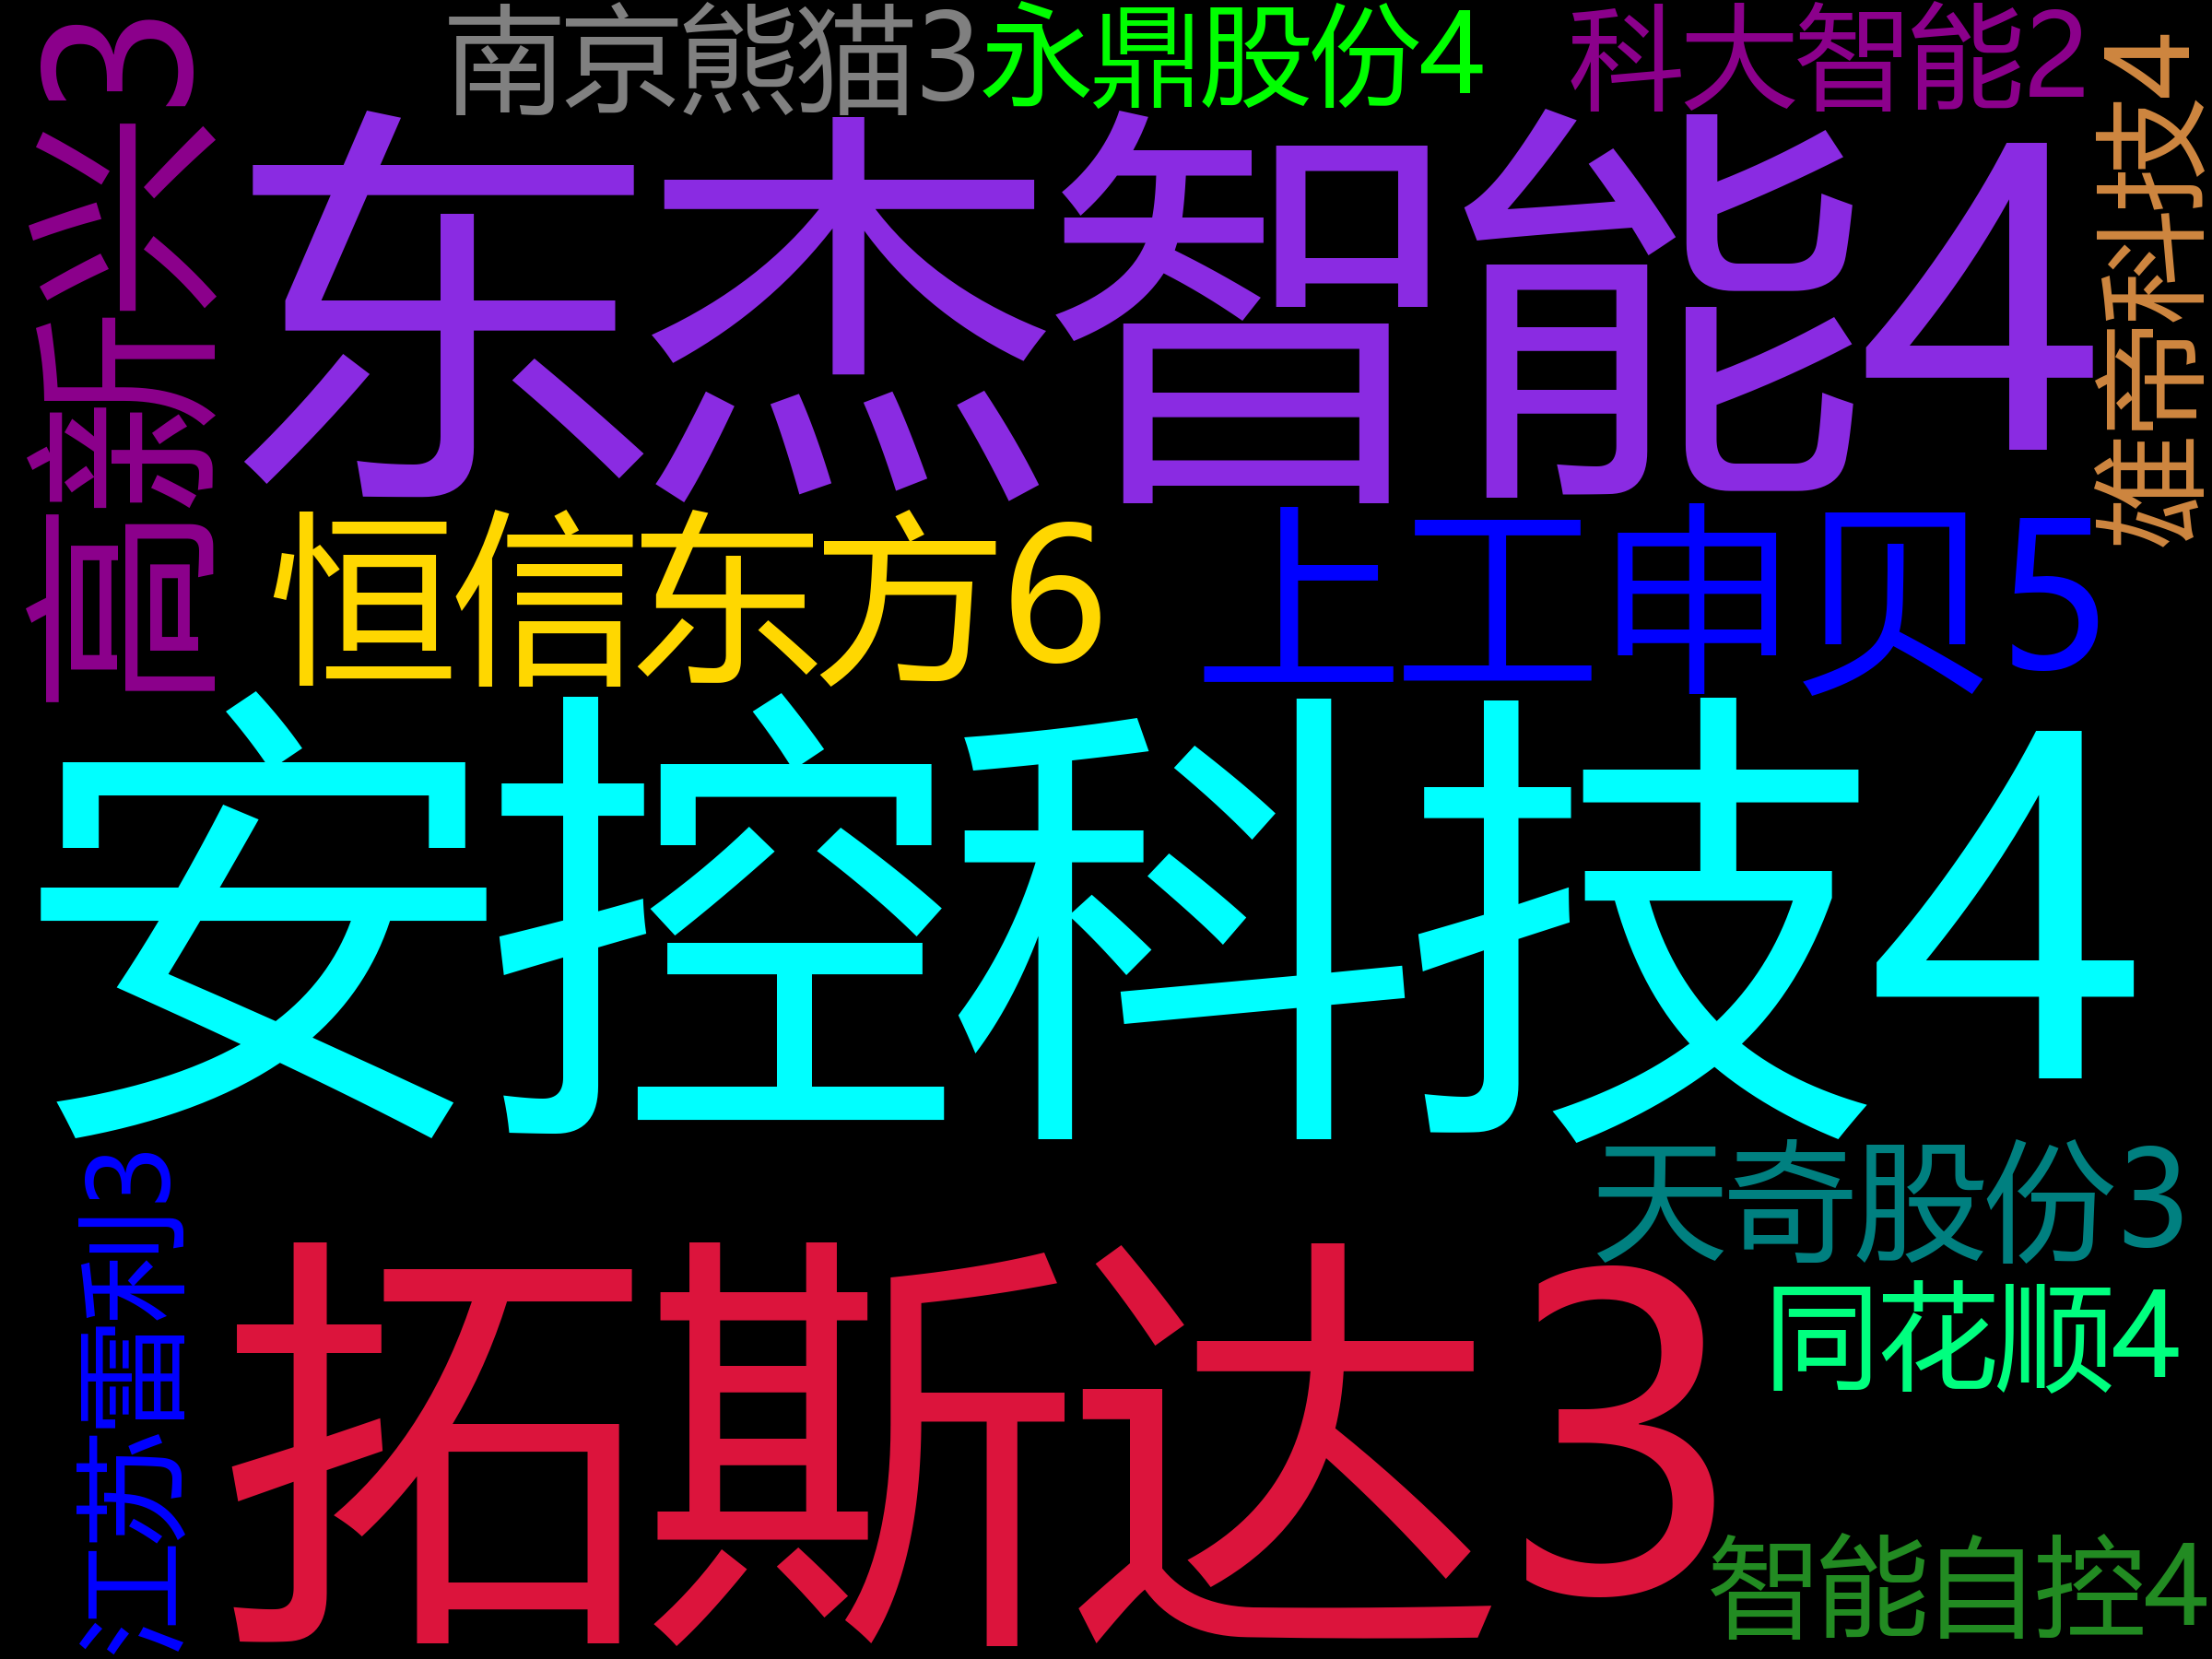 南京熊猫3
永鼎股份4
科大智能2
高新兴3
东杰智能4
维帝科技4
恒信东方6
上工申贝5
安控科技4
天奇股份3
江苏雷利3
拓斯达3
同花顺4
智能自控4